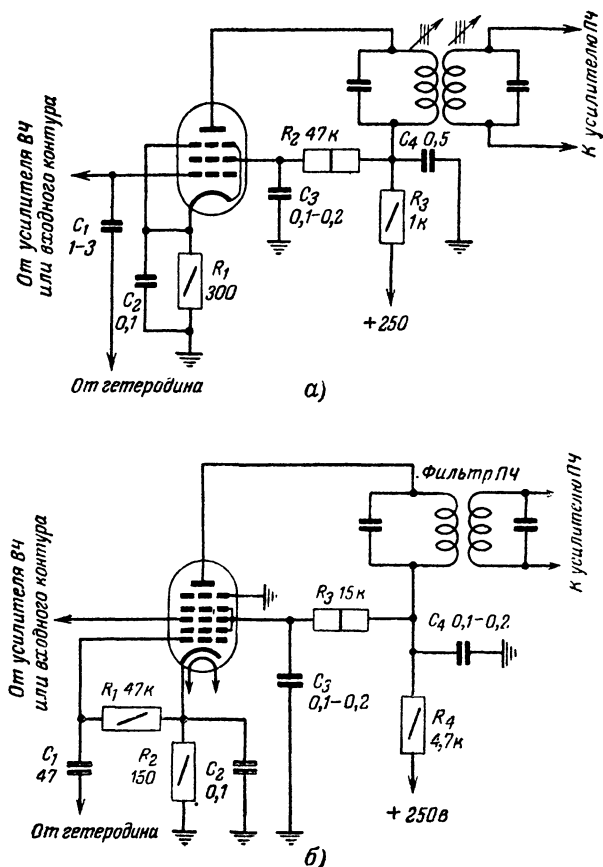 К усилителю ПЧ
R₂ 47к
C₄ 0,5
От усилителя ВЧ
или входного контура
C₁
1-3
C₃
0,1-0,2
R₃
1к
R₁
300
C₂
0,1
+250
От гетеродина
а)
.Фильтр ПЧ
К усилителю ПЧ
От усилителя ВЧ
или входного контура
R₃ 15к
C₄ 0,1-0,2
R₁ 47к
C₃
0,1-0,2
R₄
4,7к
C₁
47
R₂
150
C₂
0,1
От гетеродина
+250в
б)